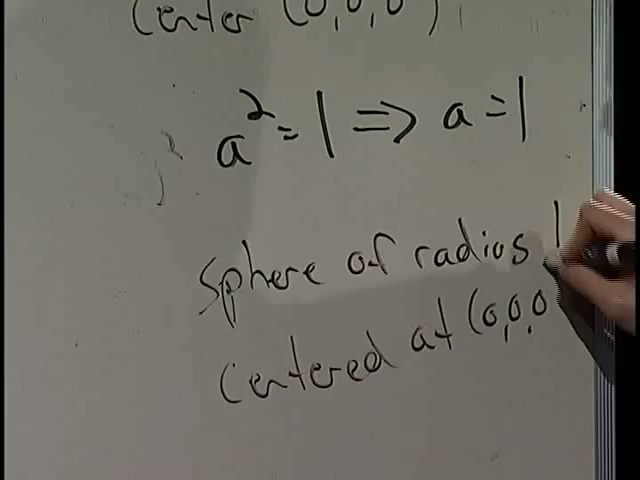 Center (0,0,0)
a² = 1 ⇒ a = 1
Sphere of radius 1
Centered at (0,0,0